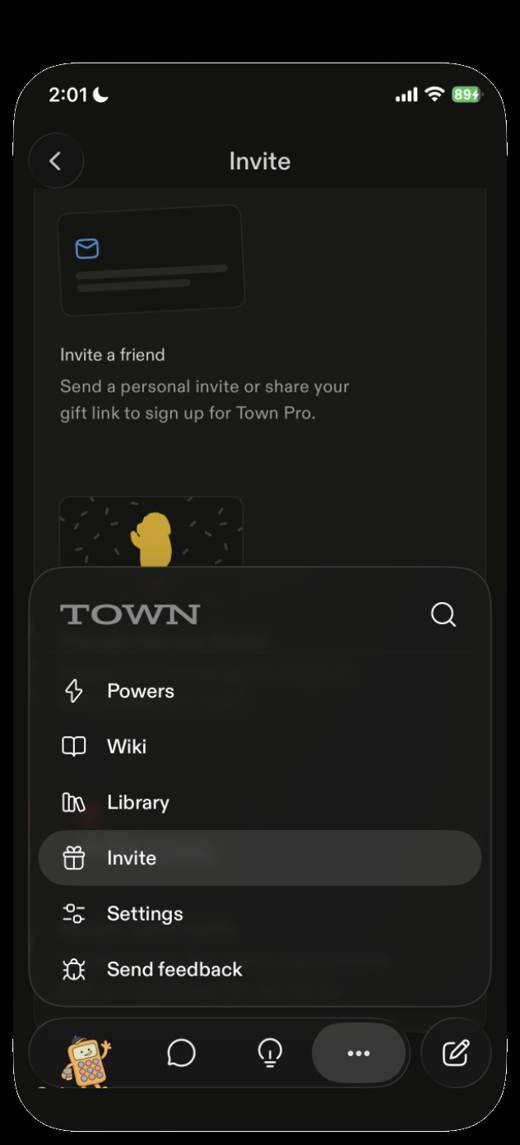 2:01
89
Invite
Invite a friend
Send a personal invite or share your
gift link to sign up for Town Pro.
TOWN
Powers
Wiki
Library
Invite
Settings
Send feedback